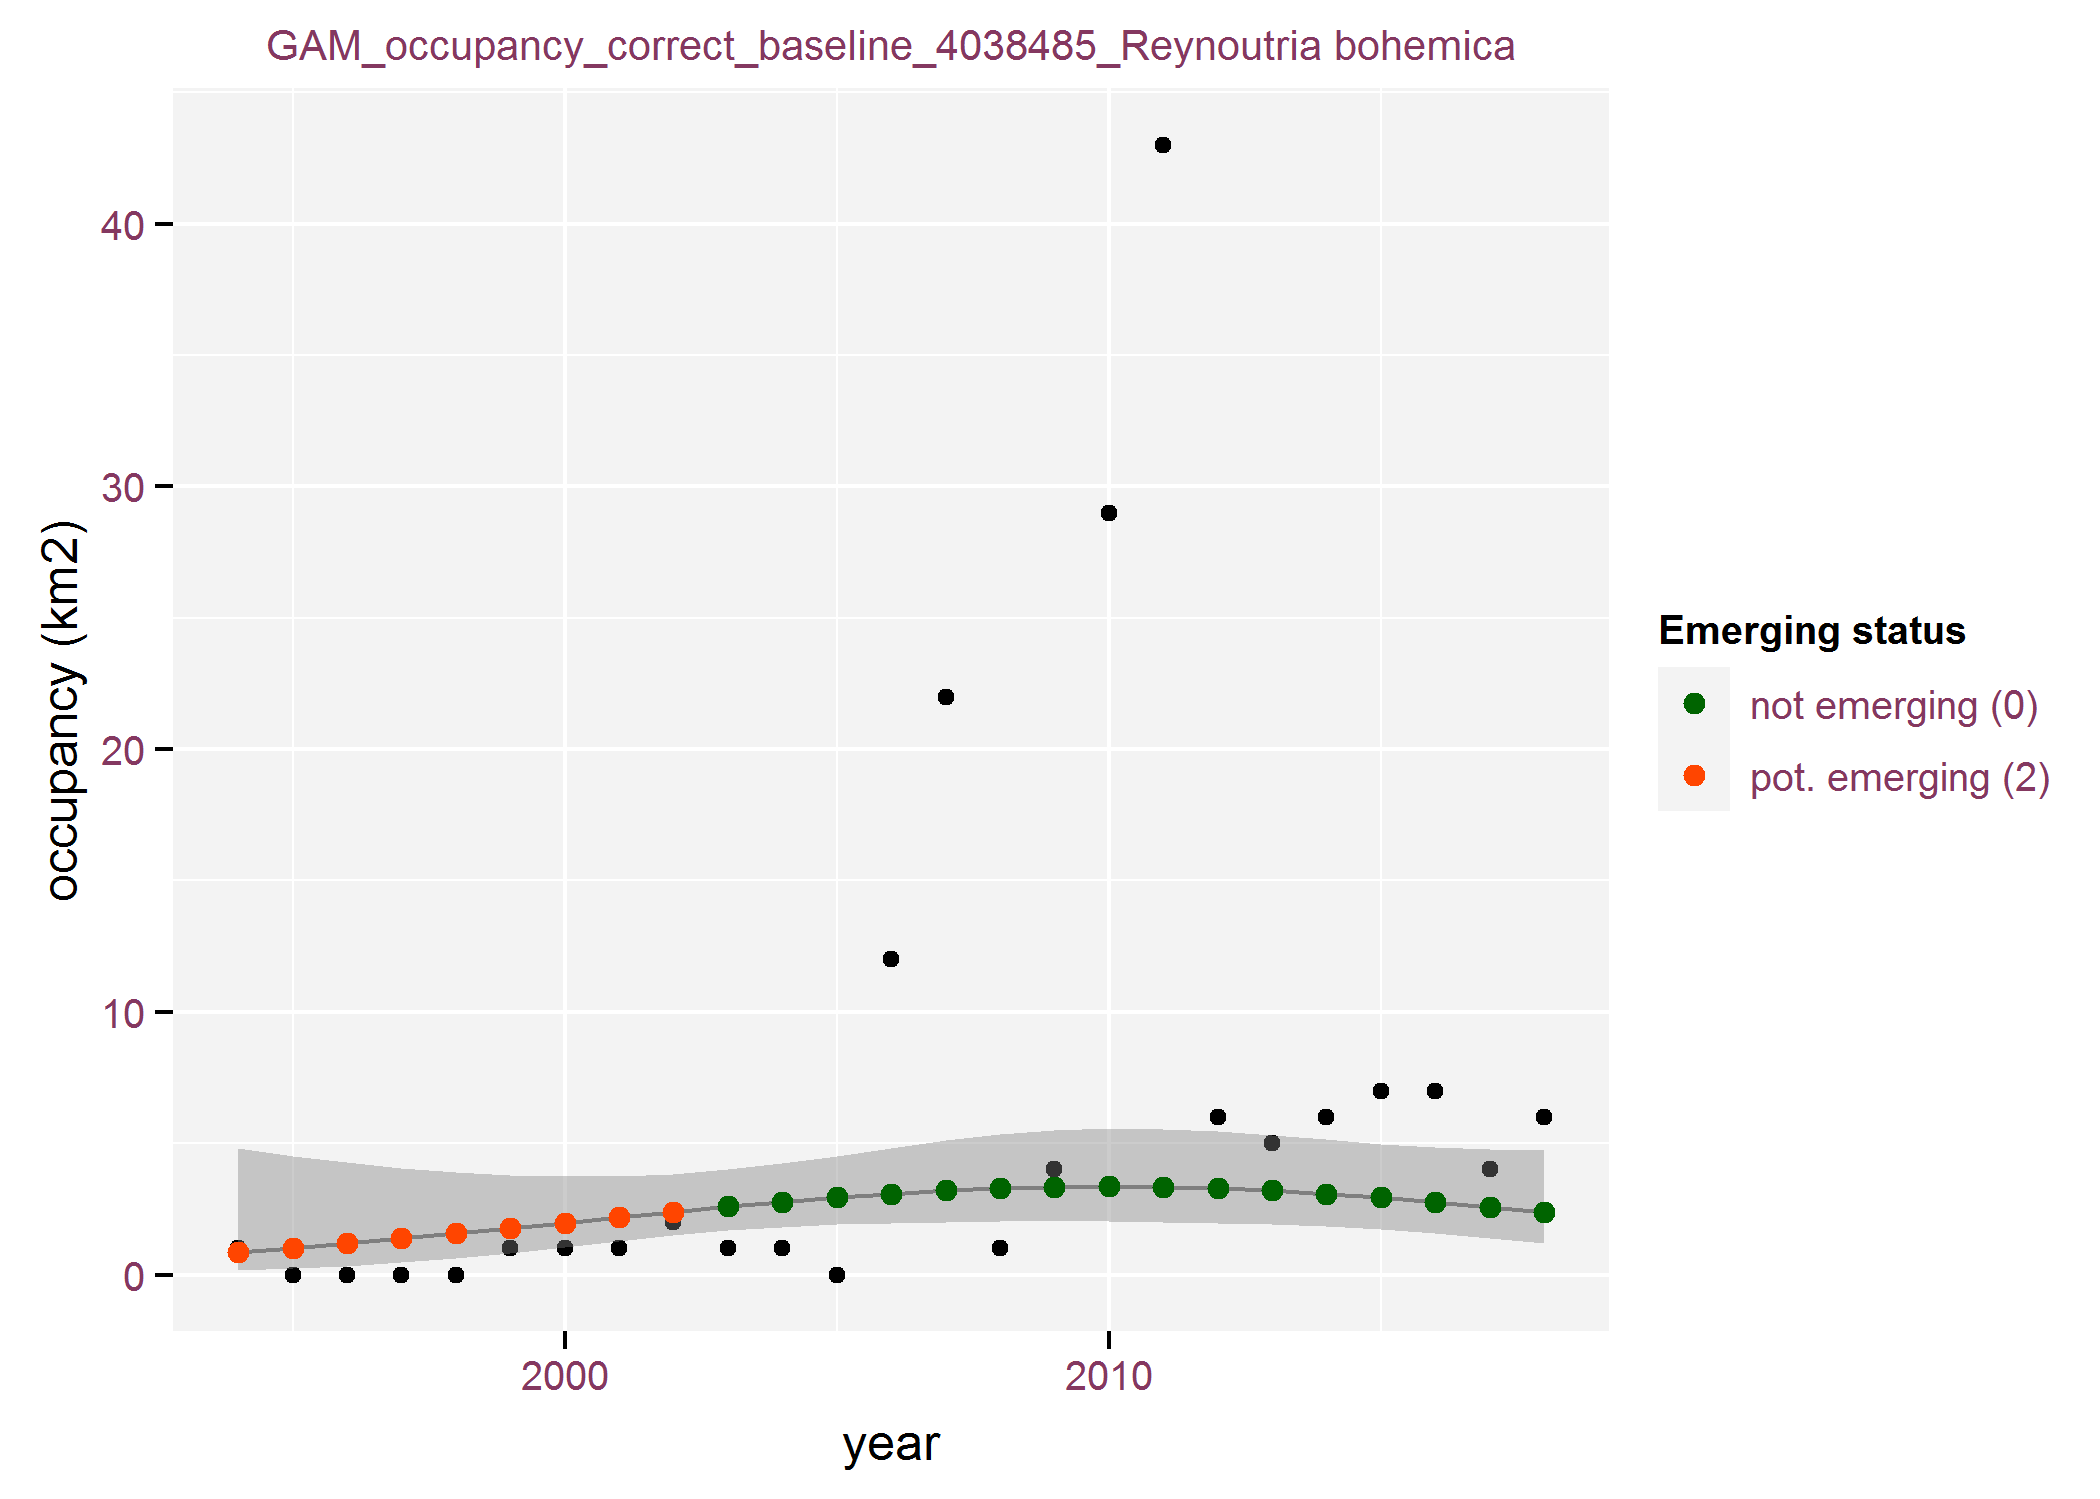 GAM_occupancy_correct_baseline_4038485_Reynoutria bohemica
occupancy (km2)
40
30
20
10
0
2000
2010
year
Emerging status
not emerging (0)
pot. emerging (2)